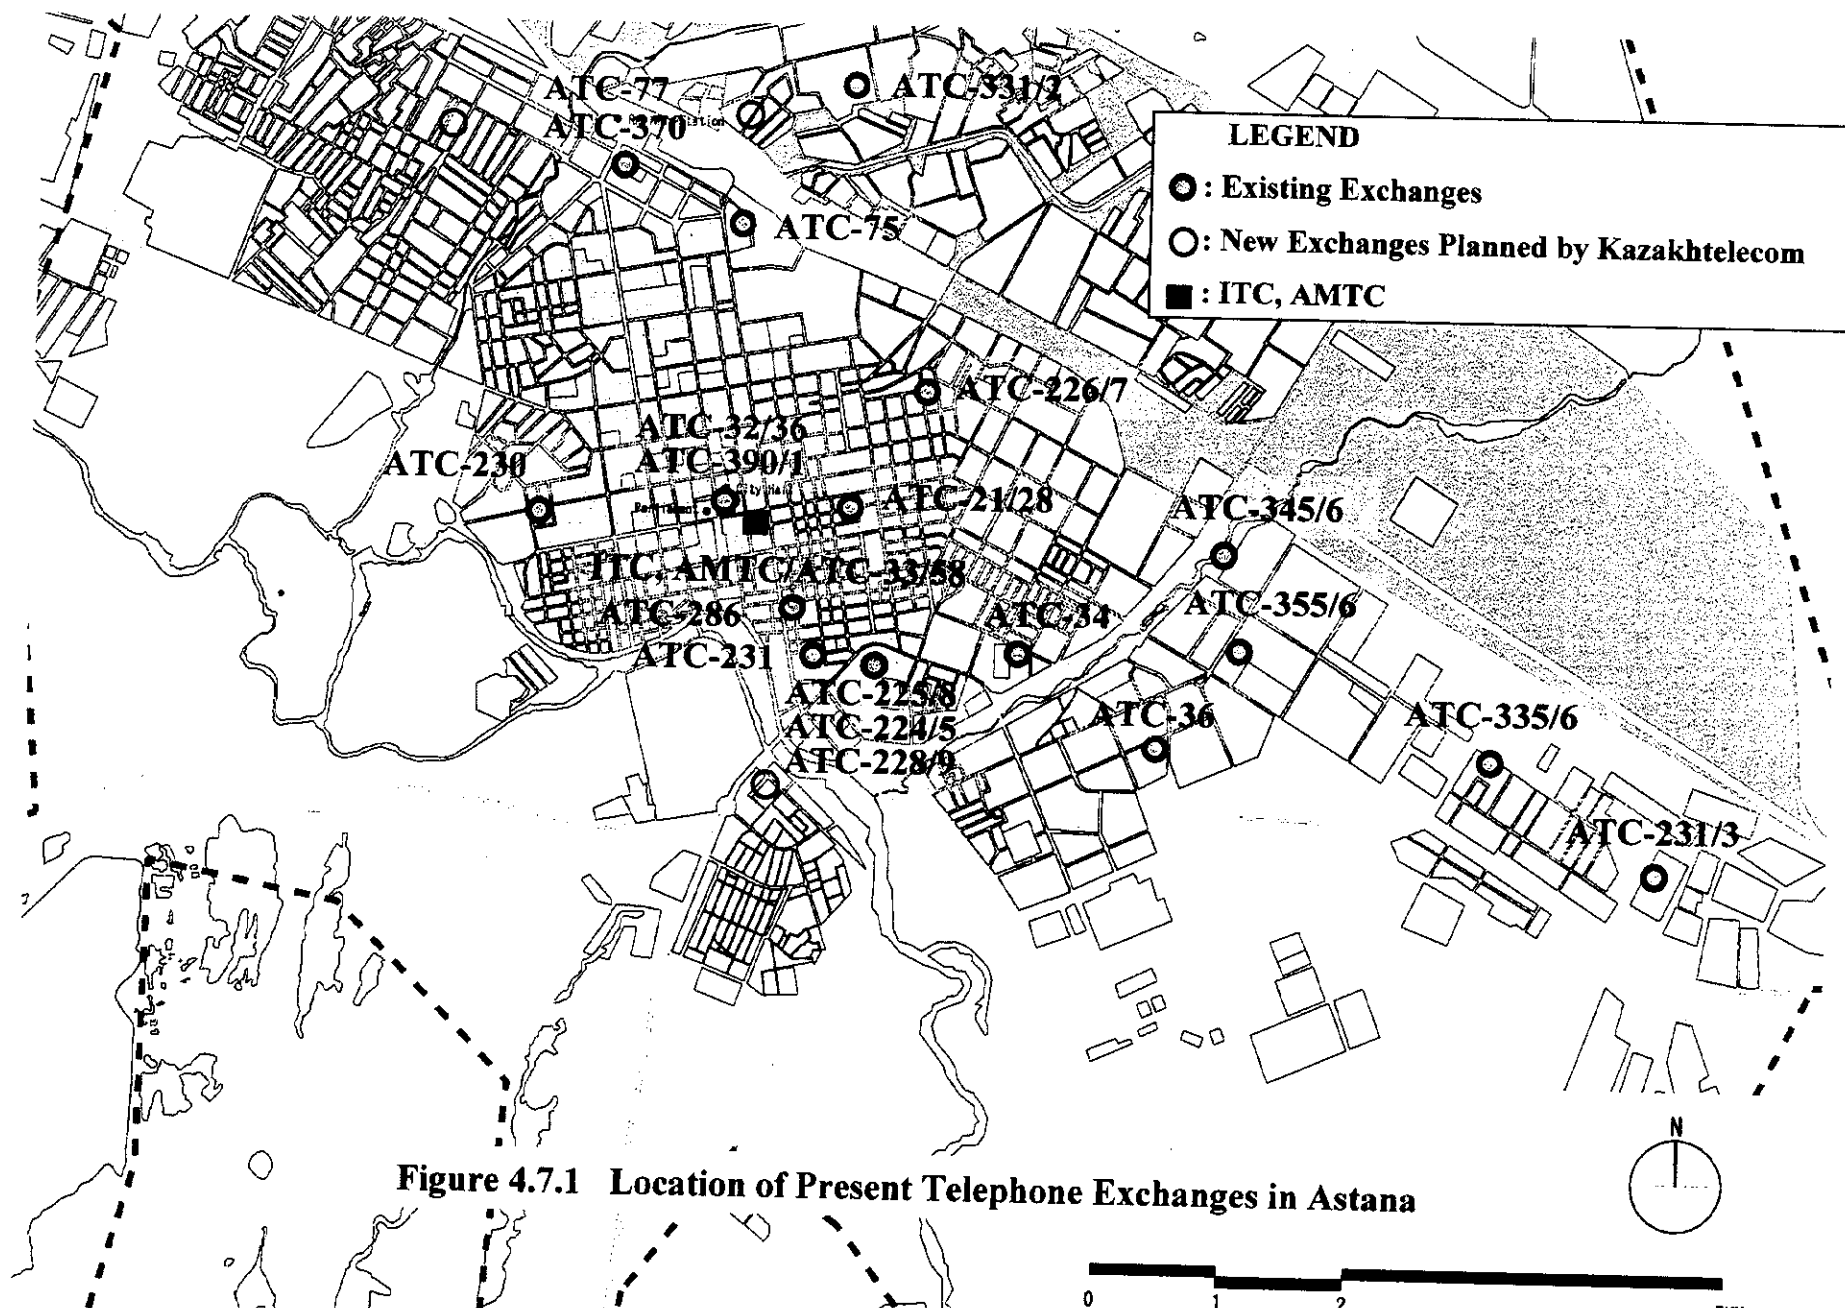 ATC-77
ATC-331/2
ATC-370
LEGEND
: Existing Exchanges
ATC-75
: New Exchanges Planned by Kazakhtelecom
: ITC, AMTC
ATC-226/7
ATC-32/36
ATC-230
ATC-390/1
ATC-21/28
ATC-345/6
ITC, AMTC/ATC-33/58
ATC-286
ATC-34
ATC-355/6
ATC-231
ATC-225/8
ATC-224/5
ATC-36
ATC-335/6
ATC-228/9
ATC-231/3
N
Figure 4.7.1 Location of Present Telephone Exchanges in Astana
0 1 2